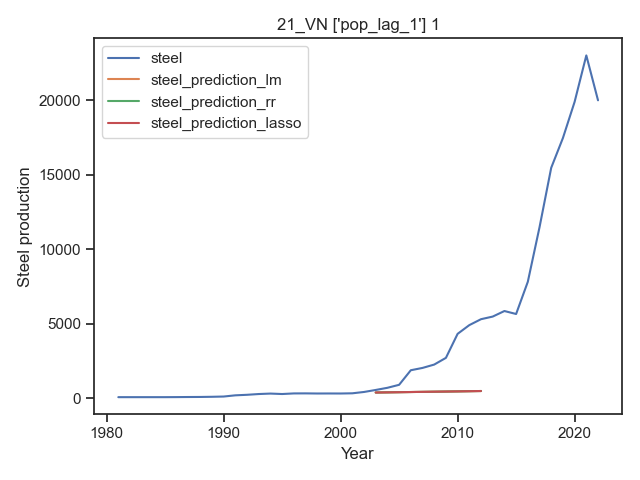 21_VN ['pop_lag_1'] 1
steel
steel_prediction_lm
steel_prediction_rr
steel_prediction_lasso
Steel production
20000
15000
10000
5000
0
1980 1990 2000 2010 2020
Year